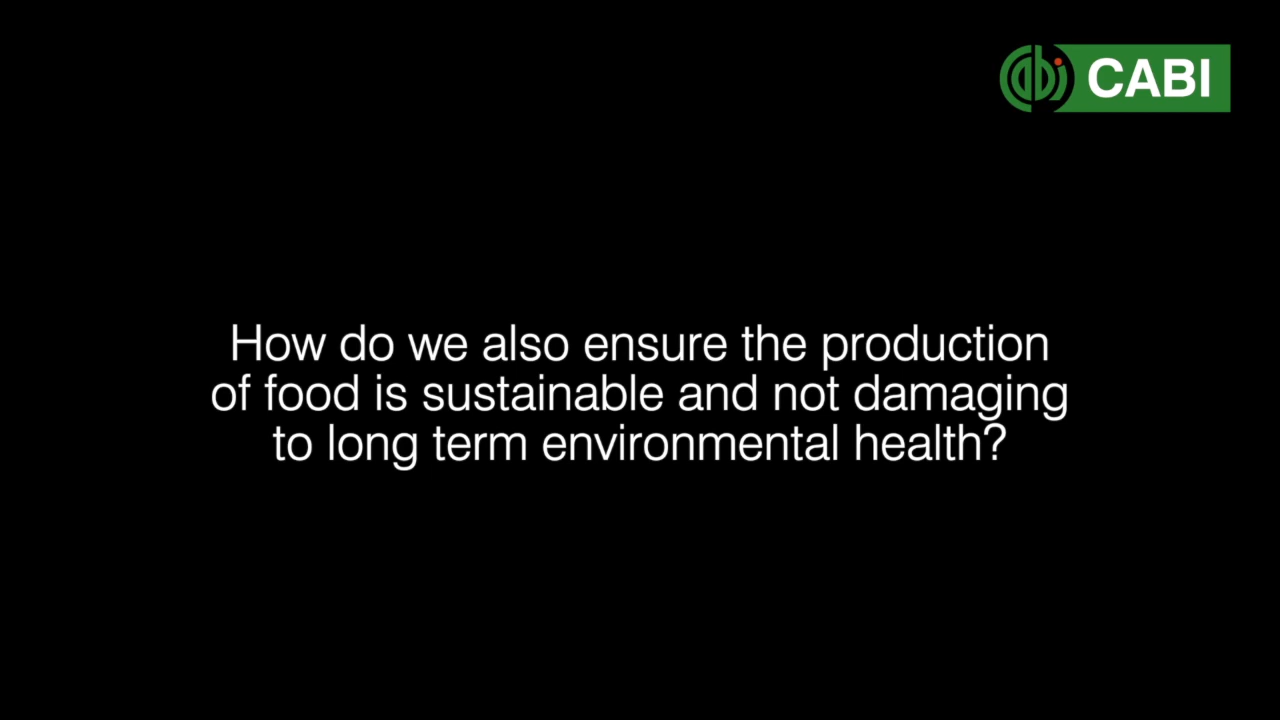 CABI
How do we also ensure the production
of food is sustainable and not damaging
to long term environmental health?